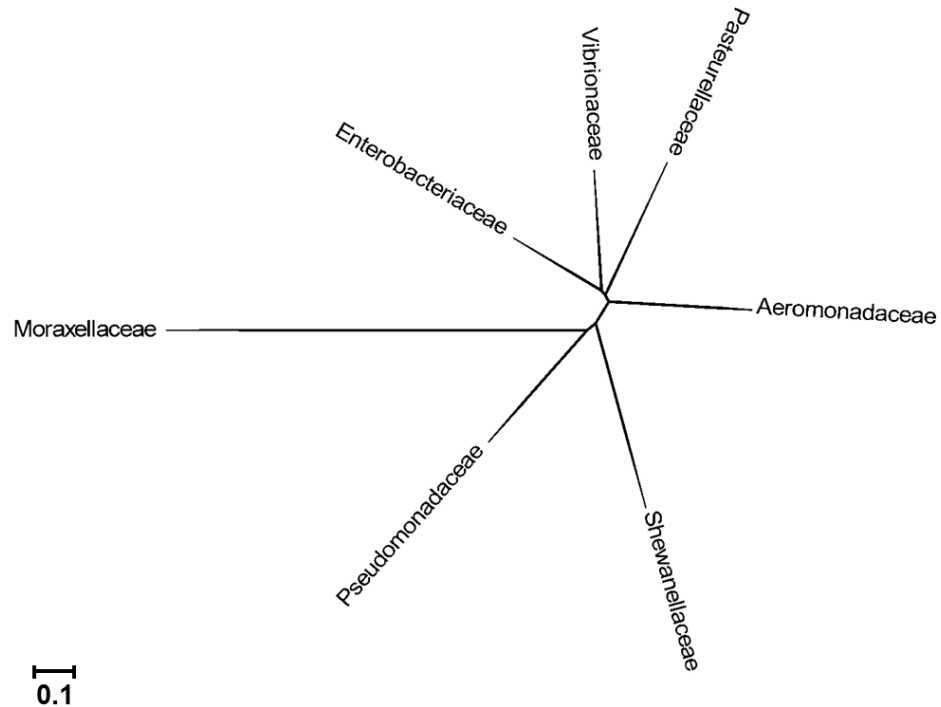 Pasteurellaceae
Vibrionaceae
Enterobacteriaceae
Aeromonadaceae
Moraxellaceae
Pseudomonadaceae
Shewanellaceae
0.1